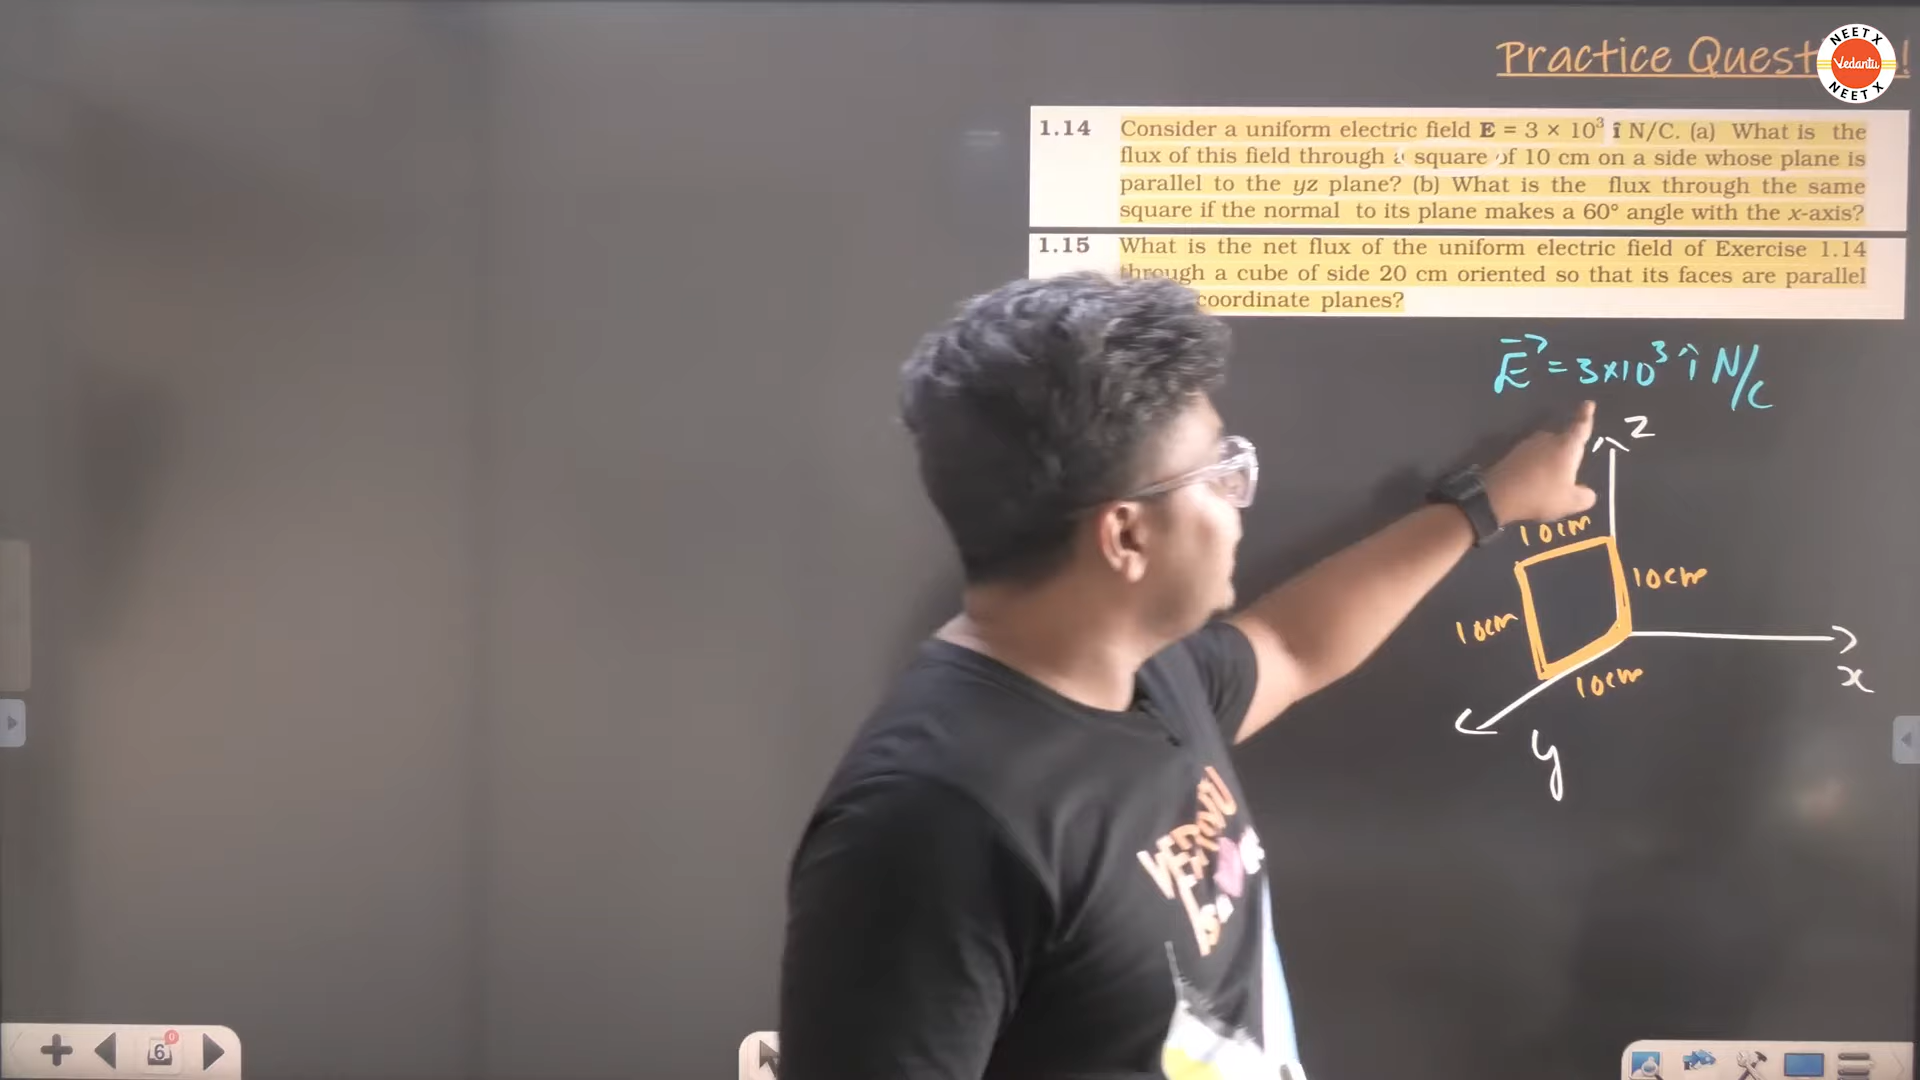 Practice Quest !
NEET X
Vedantu
NEET X
1.14 Consider a uniform electric field E = 3 × 10³ î N/C. (a) What is the
flux of this field through a square of 10 cm on a side whose plane is
parallel to the yz plane? (b) What is the flux through the same
square if the normal to its plane makes a 60° angle with the x-axis?
1.15 What is the net flux of the uniform electric field of Exercise 1.14
through a cube of side 20 cm oriented so that its faces are parallel
coordinate planes?
E⃗ = 3×10³ î N/C
z
10cm
10cm
10cm
10cm
x
y
6
0